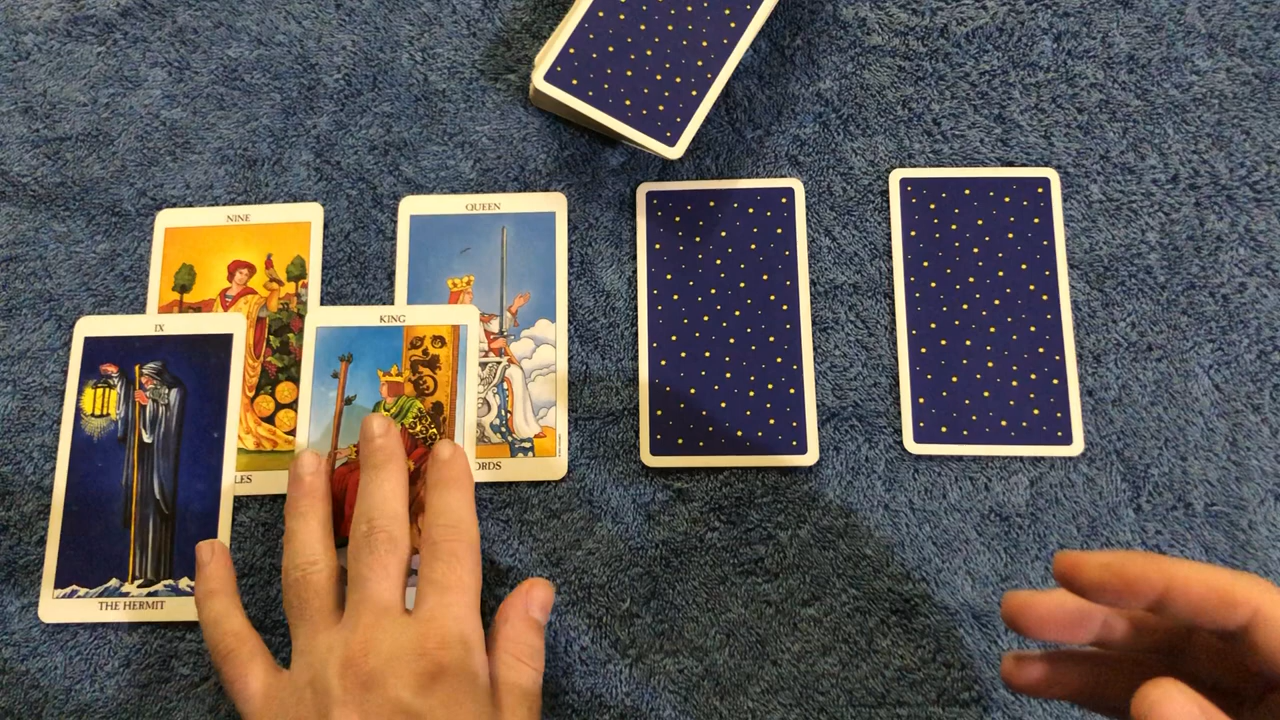 NINE
QUEEN
IX
KING
LES
ORDS
THE HERMIT